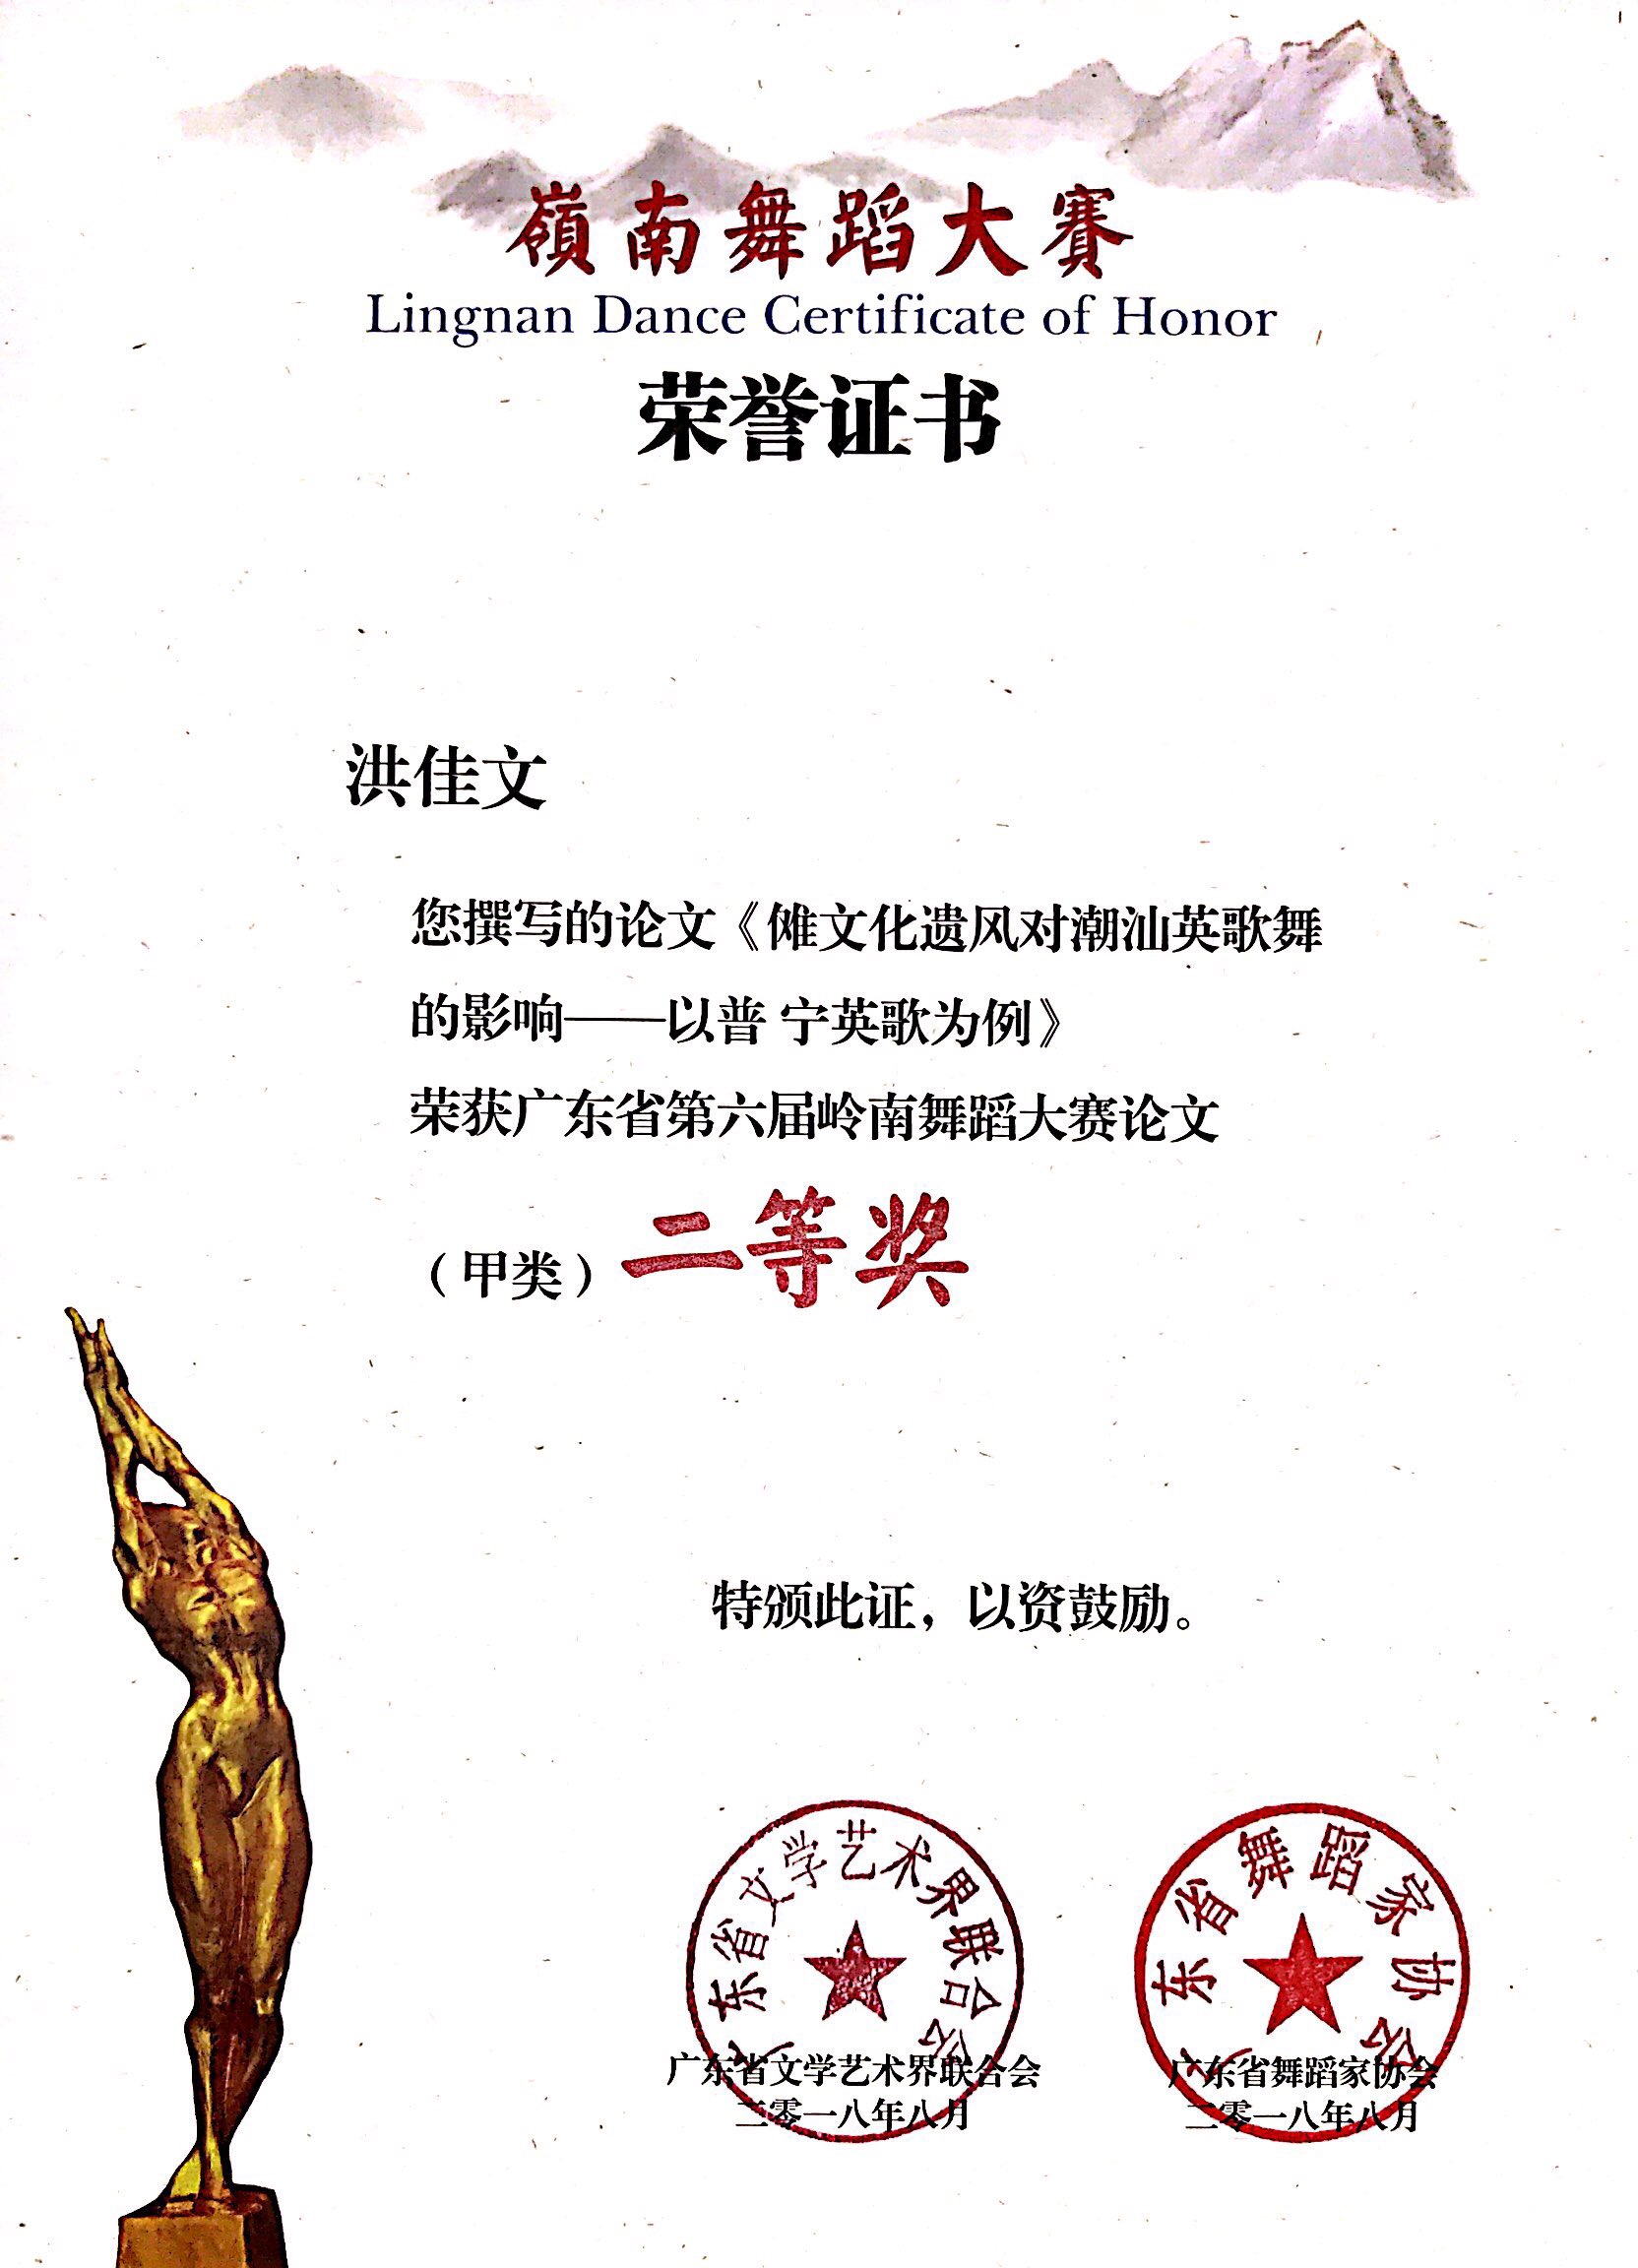 嶺南舞蹈大賽
Lingnan Dance Certificate of Honor
荣誉证书
洪佳文
您撰写的论文《傩文化遗风对潮汕英歌舞
的影响——以普 宁英歌为例》
荣获广东省第六届岭南舞蹈大赛论文
（甲类）二等奖
特颁此证，以资鼓励。
广东省文学艺术界联合会
广东省舞蹈家协会
广东省文学艺术界联合会
二零一八年八月
广东省舞蹈家协会
二零一八年八月